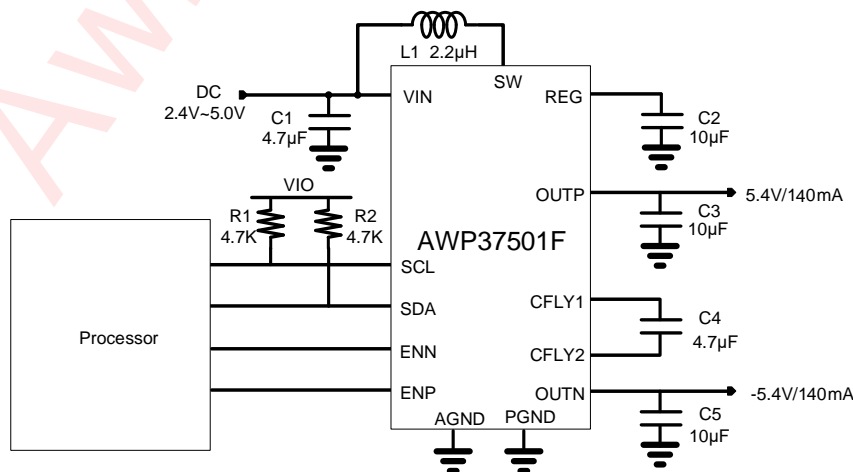 Aw
L1 2.2μH
SW
DC
2.4V~5.0V
VIN
REG
C1
4.7μF
C2
10μF
VIO
R1
4.7K
R2
4.7K
OUTP
5.4V/140mA
C3
10μF
AWP37501F
SCL
SDA
CFLY1
C4
4.7μF
Processor
ENN
CFLY2
ENP
OUTN
-5.4V/140mA
AGND
PGND
C5
10μF